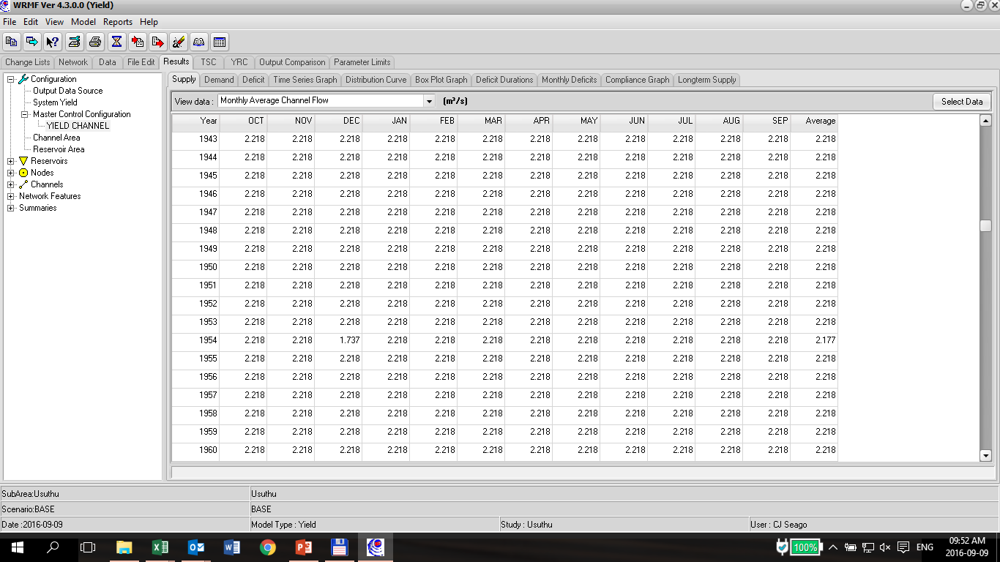 WRMF Ver 4.3.0.0 (Yield)
File Edit View Model Reports Help
Change Lists Network Data File Edit Results TSC YRC Output Comparison Parameter Limits
Configuration
Output Data Source
System Yield
Master Control Configuration
YIELD CHANNEL
Channel Area
Reservoir Area
Reservoirs
Nodes
Channels
Network Features
Summaries
Supply Demand Deficit Time Series Graph Distribution Curve Box Plot Graph Deficit Durations Monthly Deficits Compliance Graph Longterm Supply
View data : Monthly Average Channel Flow (m³/s) Select Data
Year OCT NOV DEC JAN FEB MAR APR MAY JUN JUL AUG SEP Average
1943 2.218 2.218 2.218 2.218 2.218 2.218 2.218 2.218 2.218 2.218 2.218 2.218 2.218
1944 2.218 2.218 2.218 2.218 2.218 2.218 2.218 2.218 2.218 2.218 2.218 2.218 2.218
1945 2.218 2.218 2.218 2.218 2.218 2.218 2.218 2.218 2.218 2.218 2.218 2.218 2.218
1946 2.218 2.218 2.218 2.218 2.218 2.218 2.218 2.218 2.218 2.218 2.218 2.218 2.218
1947 2.218 2.218 2.218 2.218 2.218 2.218 2.218 2.218 2.218 2.218 2.218 2.218 2.218
1948 2.218 2.218 2.218 2.218 2.218 2.218 2.218 2.218 2.218 2.218 2.218 2.218 2.218
1949 2.218 2.218 2.218 2.218 2.218 2.218 2.218 2.218 2.218 2.218 2.218 2.218 2.218
1950 2.218 2.218 2.218 2.218 2.218 2.218 2.218 2.218 2.218 2.218 2.218 2.218 2.218
1951 2.218 2.218 2.218 2.218 2.218 2.218 2.218 2.218 2.218 2.218 2.218 2.218 2.218
1952 2.218 2.218 2.218 2.218 2.218 2.218 2.218 2.218 2.218 2.218 2.218 2.218 2.218
1953 2.218 2.218 2.218 2.218 2.218 2.218 2.218 2.218 2.218 2.218 2.218 2.218 2.218
1954 2.218 2.218 1.737 2.218 2.218 2.218 2.218 2.218 2.218 2.218 2.218 2.218 2.177
1955 2.218 2.218 2.218 2.218 2.218 2.218 2.218 2.218 2.218 2.218 2.218 2.218 2.218
1956 2.218 2.218 2.218 2.218 2.218 2.218 2.218 2.218 2.218 2.218 2.218 2.218 2.218
1957 2.218 2.218 2.218 2.218 2.218 2.218 2.218 2.218 2.218 2.218 2.218 2.218 2.218
1958 2.218 2.218 2.218 2.218 2.218 2.218 2.218 2.218 2.218 2.218 2.218 2.218 2.218
1959 2.218 2.218 2.218 2.218 2.218 2.218 2.218 2.218 2.218 2.218 2.218 2.218 2.218
1960 2.218 2.218 2.218 2.218 2.218 2.218 2.218 2.218 2.218 2.218 2.218 2.218 2.218
SubArea:Usuthu Usuthu
Scenario:BASE BASE
Date :2016-09-09 Model Type : Yield Study : Usuthu User : CJ Seago
100% ENG 09:52 AM
2016-09-09